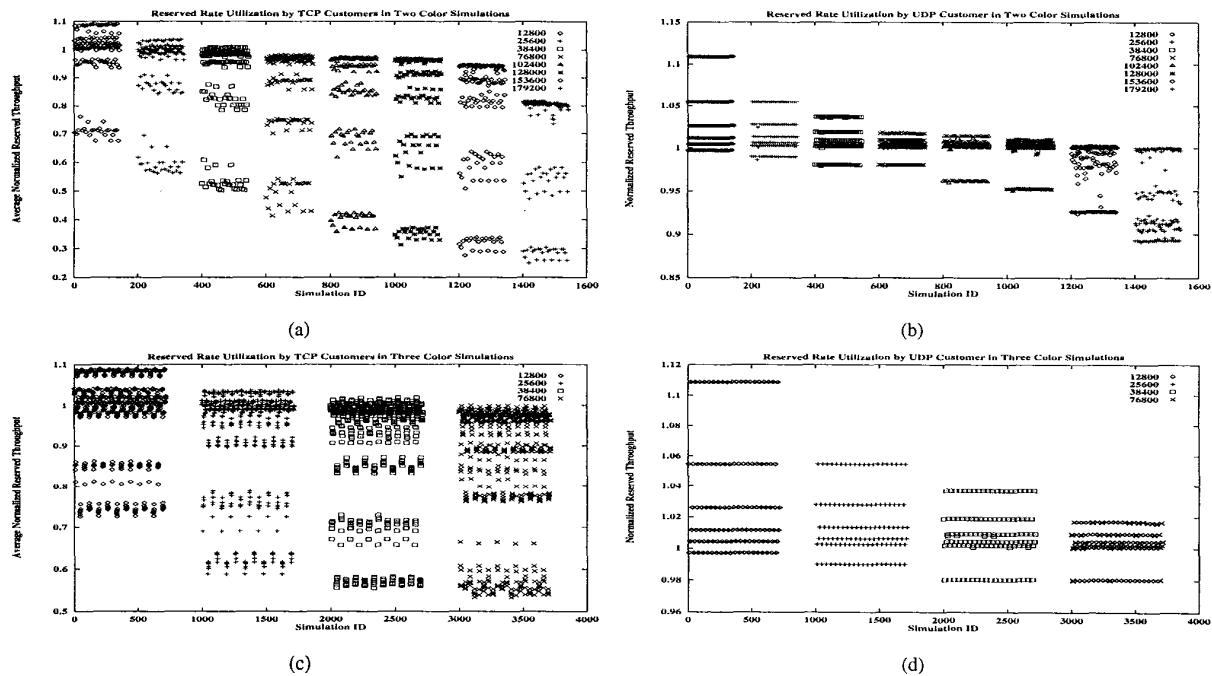 Reserved Rate Utilization by TCP Customers in Two Color Simulations
Average Normalized Reserved Throughput
1.1
1
0.9
0.8
0.7
0.6
0.5
0.4
0.3
0.2
12800
25600
38400
76800
102400
128000
153600
179200
0 200 400 600 800 1000 1200 1400 1600
Simulation ID
(a)
Reserved Rate Utilization by UDP Customer in Two Color Simulations
Normalized Reserved Throughput
1.15
1.1
1.05
1
0.95
0.9
0.85
12800
25600
38400
76800
102400
128000
153600
179200
0 200 400 600 800 1000 1200 1400 1600
Simulation ID
(b)
Reserved Rate Utilization by TCP Customers in Three Color Simulations
Average Normalized Reserved Throughput
1.1
1
0.9
0.8
0.7
0.6
0.5
12800
25600
38400
76800
0 500 1000 1500 2000 2500 3000 3500 4000
Simulation ID
(c)
Reserved Rate Utilization by UDP Customer in Three Color Simulations
Normalized Reserved Throughput
1.12
1.1
1.08
1.06
1.04
1.02
1
0.98
0.96
12800
25600
38400
76800
0 500 1000 1500 2000 2500 3000 3500 4000
Simulation ID
(d)